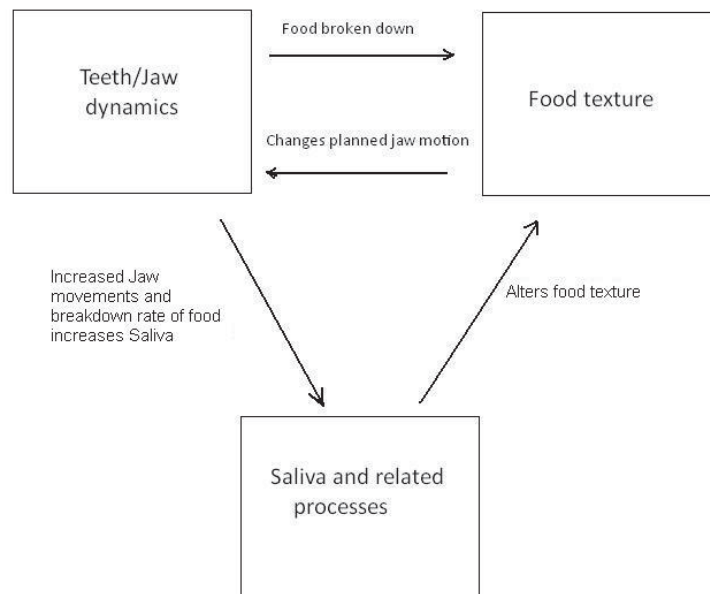 Food broken down
Teeth/Jaw
dynamics
Food texture
Changes planned jaw motion
Increased Jaw
movements and
breakdown rate of food
increases Saliva
Alters food texture
Saliva and related
processes